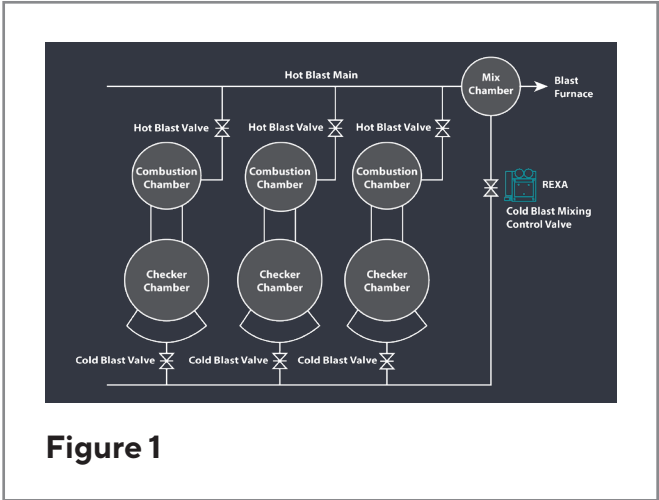 Hot Blast Main
Mix
Chamber
Blast
Furnace
Hot Blast Valve
Hot Blast Valve
Hot Blast Valve
Combustion
Chamber
Combustion
Chamber
Combustion
Chamber
REXA
Cold Blast Mixing
Control Valve
Checker
Chamber
Checker
Chamber
Checker
Chamber
Cold Blast Valve
Cold Blast Valve
Cold Blast Valve
Figure 1